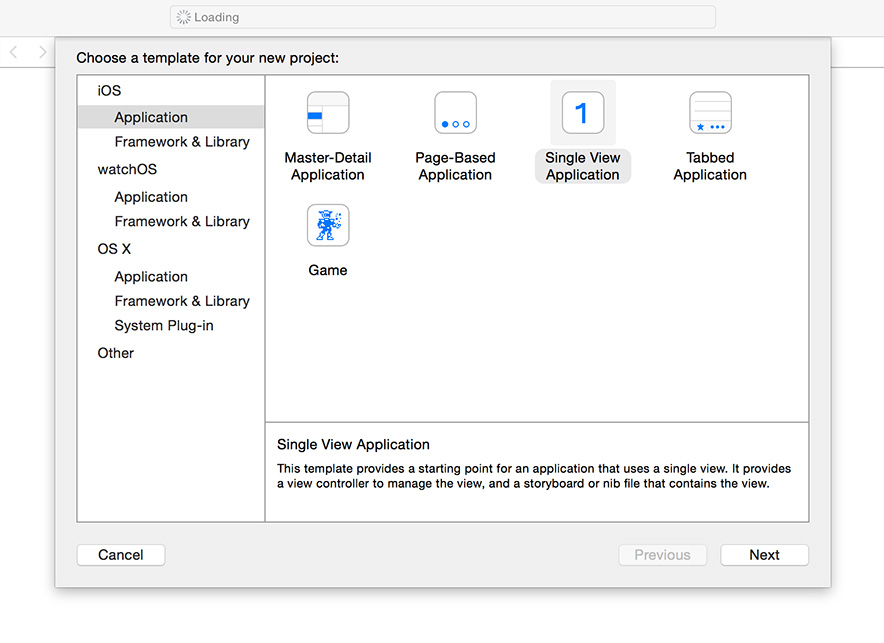 Loading
Choose a template for your new project:
iOS
Application
Framework & Library
watchOS
Application
Framework & Library
OS X
Application
Framework & Library
System Plug-in
Other
Master-Detail
Application
Page-Based
Application
1
Single View
Application
Tabbed
Application
Game
Single View Application
This template provides a starting point for an application that uses a single view. It provides
a view controller to manage the view, and a storyboard or nib file that contains the view.
Cancel
Previous
Next